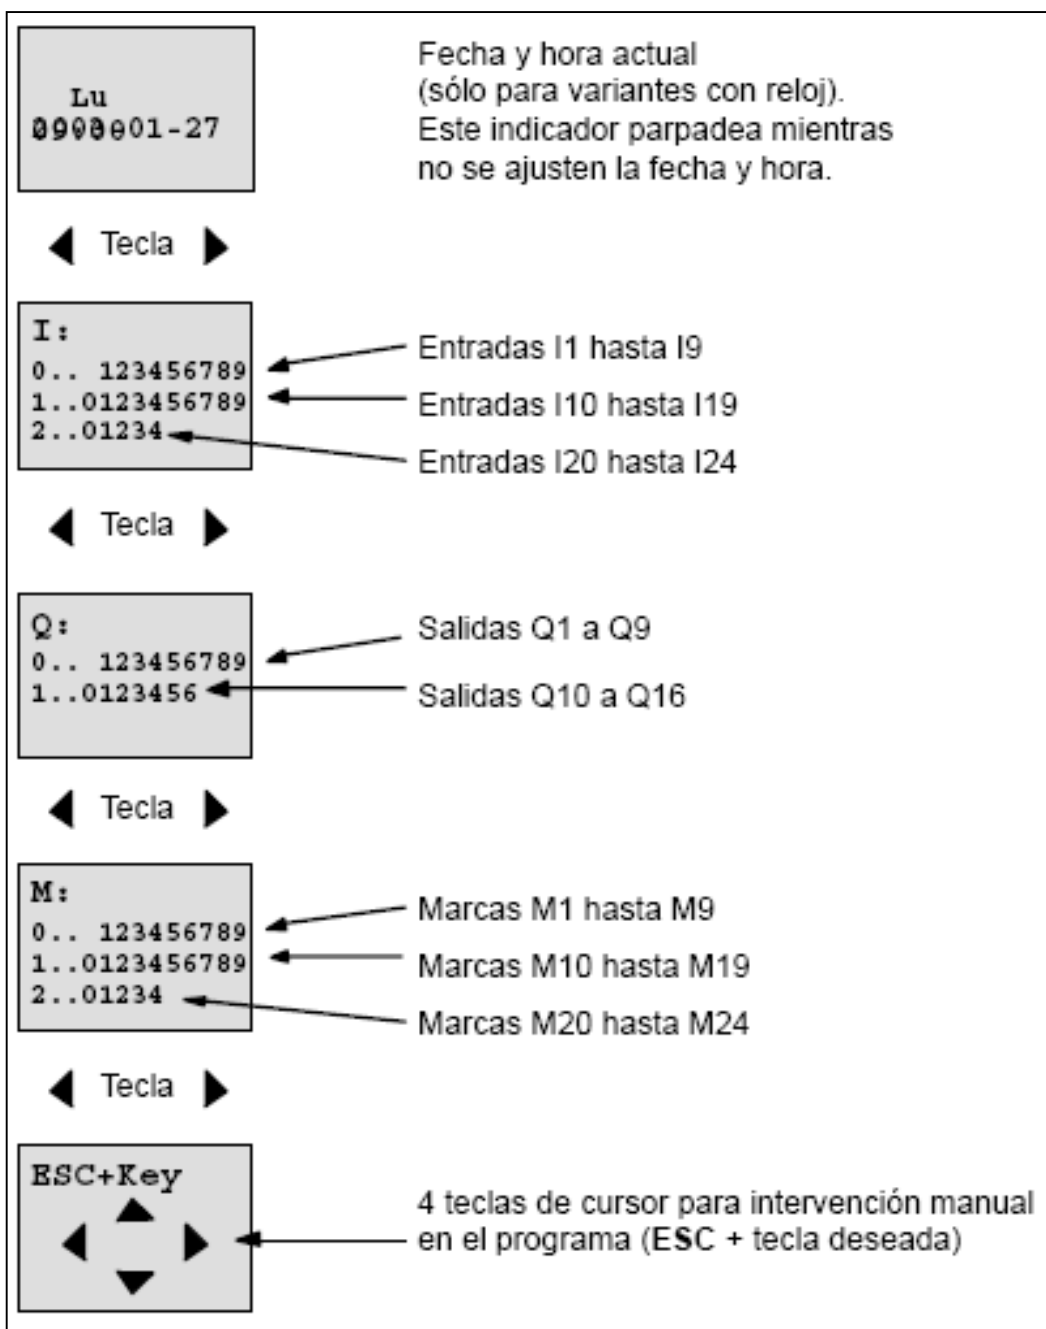 Lu
01-27
Fecha y hora actual
(sólo para variantes con reloj).
Este indicador parpadea mientras
no se ajusten la fecha y hora.
Tecla
I:
0.. 123456789
1..0123456789
2..01234
Entradas I1 hasta I9
Entradas I10 hasta I19
Entradas I20 hasta I24
Tecla
Q:
0.. 123456789
1..0123456
Salidas Q1 a Q9
Salidas Q10 a Q16
Tecla
M:
0.. 123456789
1..0123456789
2..01234
Marcas M1 hasta M9
Marcas M10 hasta M19
Marcas M20 hasta M24
Tecla
ESC+Key
4 teclas de cursor para intervención manual
en el programa (ESC + tecla deseada)